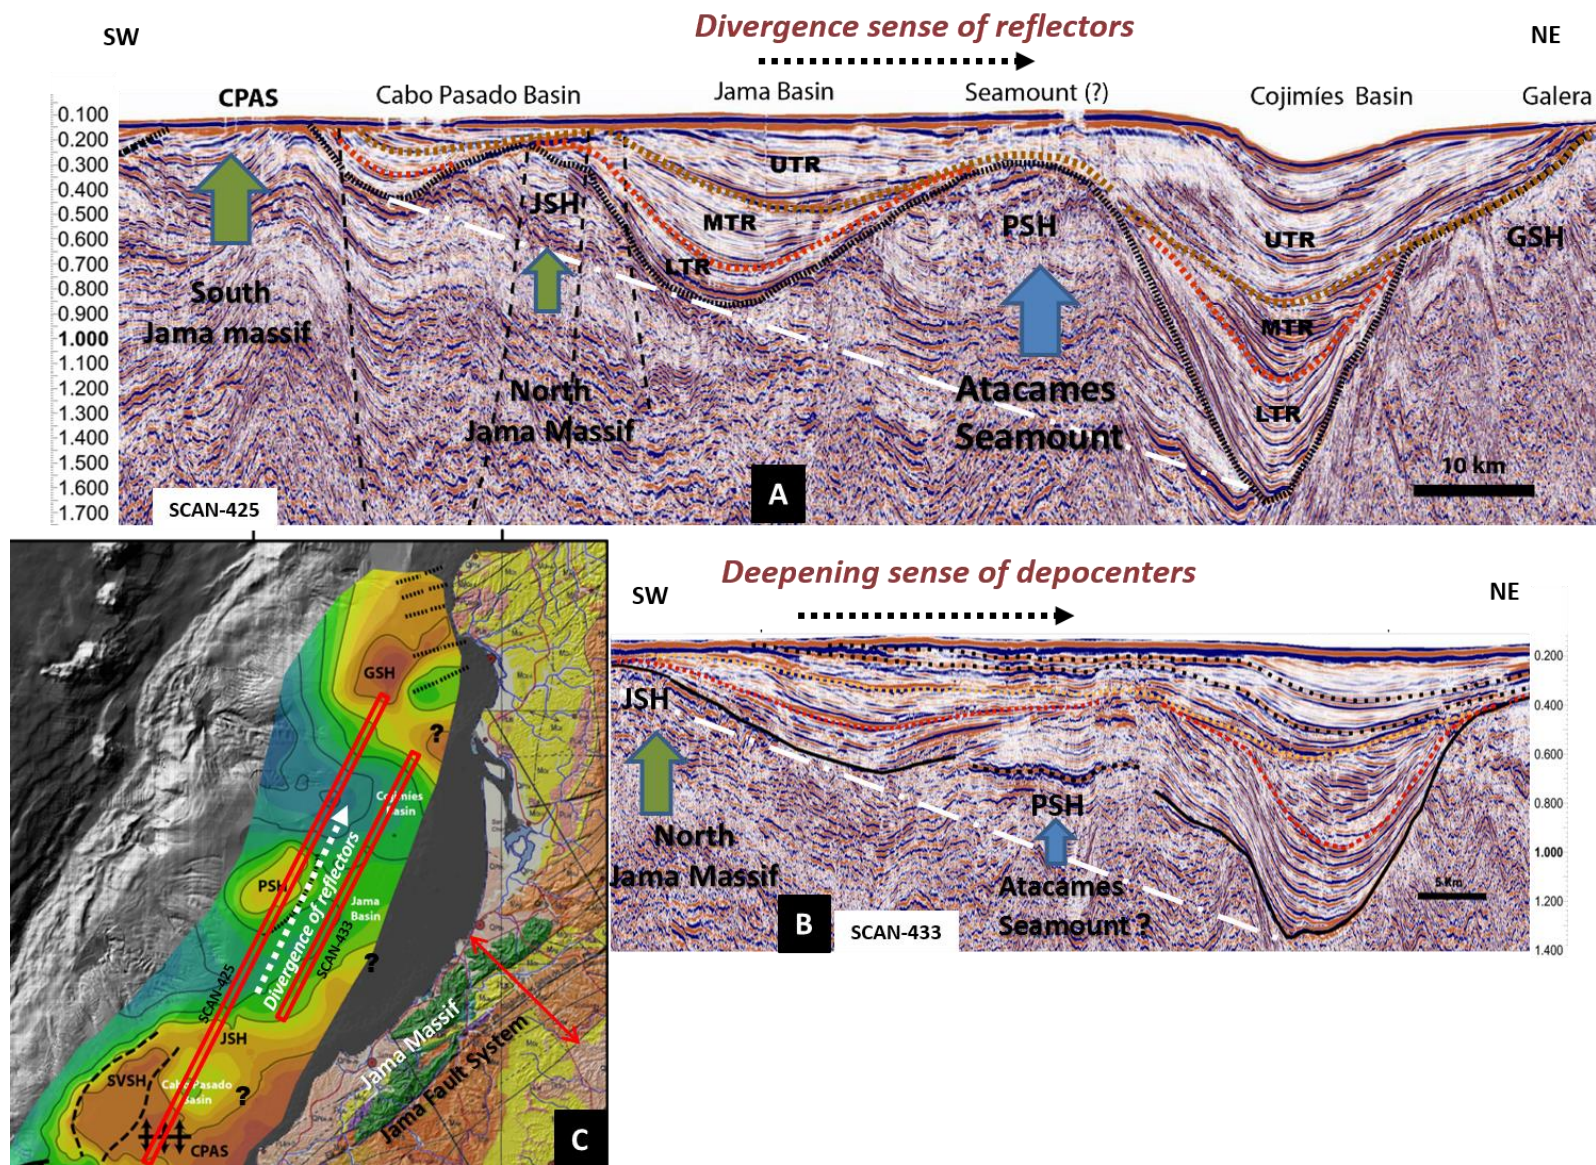 Divergence sense of reflectors
SW
NE
CPAS
Cabo Pasado Basin
Jama Basin
Seamount (?)
Cojimíes Basin
Galera
0.100
0.200
0.300
0.400
0.500
0.600
0.700
0.800
0.900
1.000
1.100
1.200
1.300
1.400
1.500
1.600
1.700
UTR
JSH
MTR
PSH
UTR
GSH
LTR
South
Jama massif
MTR
North
Jama Massif
Atacames
Seamount
LTR
10 km
A
SCAN-425
Deepening sense of depocenters
SW
NE
0.200
0.400
0.600
0.800
1.000
1.200
1.400
JSH
PSH
North
Jama Massif
Atacames
Seamount ?
5 Km
B
SCAN-433
GSH
?
Cojimíes
Basin
PSH
Divergence of reflectors
Jama
Basin
SCAN-433
SCAN-425
?
JSH
SVSH
Cabo Pasado
Basin
?
CPAS
Jama Massif
Jama Fault System
C